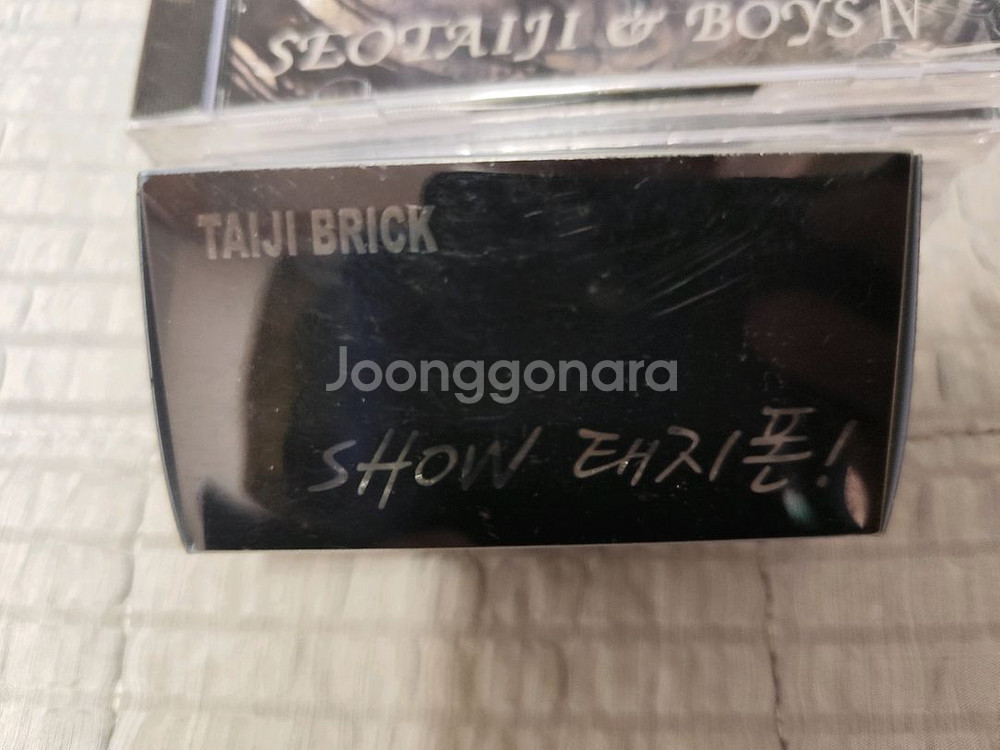 SEOTAIJI & BOYS IV
TAIJI BRICK
Joonggonara
SHOW 태지폰!